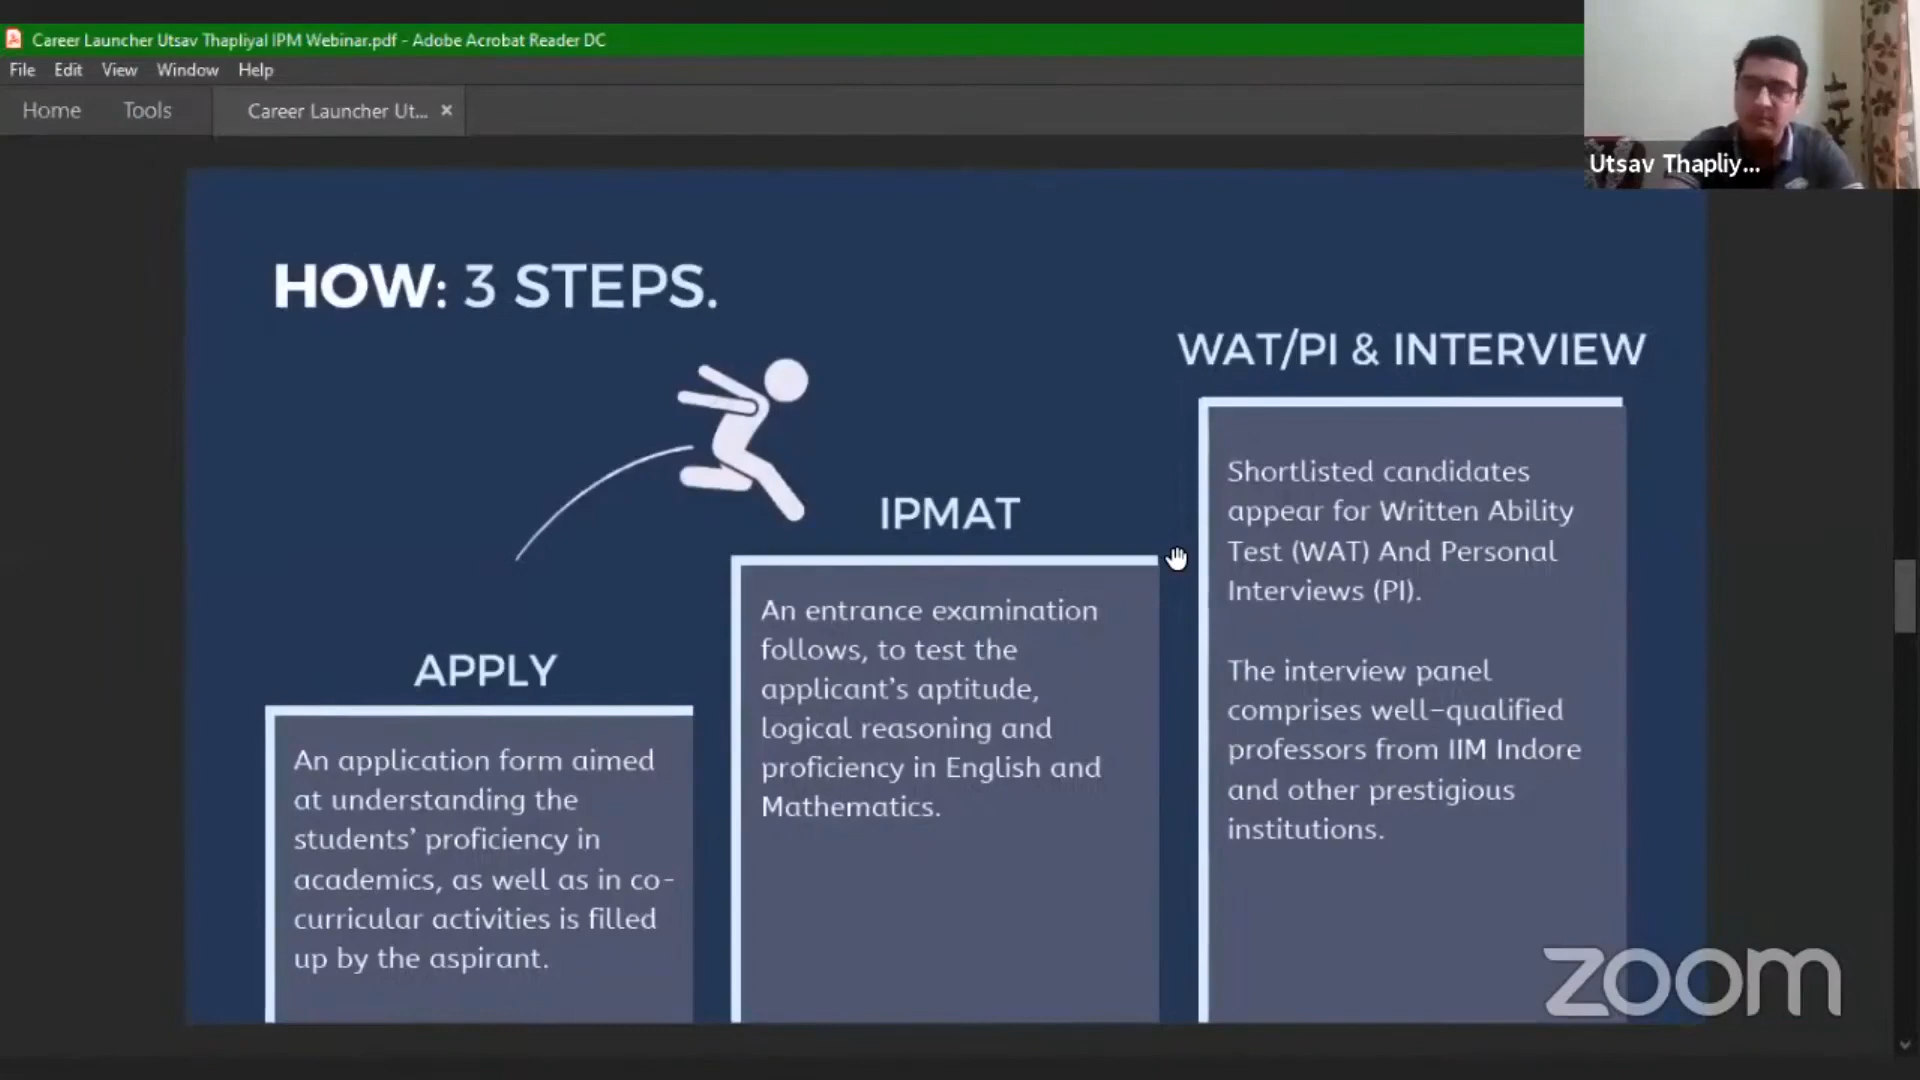 Career Launcher Utsav Thapliyal IPM Webinar.pdf - Adobe Acrobat Reader DC
File Edit View Window Help
Home Tools Career Launcher Ut... ×
Utsav Thapliy...
HOW: 3 STEPS.
APPLY
An application form aimed
at understanding the
students’ proficiency in
academics, as well as in co-
curricular activities is filled
up by the aspirant.
IPMAT
An entrance examination
follows, to test the
applicant’s aptitude,
logical reasoning and
proficiency in English and
Mathematics.
WAT/PI & INTERVIEW
Shortlisted candidates
appear for Written Ability
Test (WAT) And Personal
Interviews (PI).
The interview panel
comprises well-qualified
professors from IIM Indore
and other prestigious
institutions.
zoom